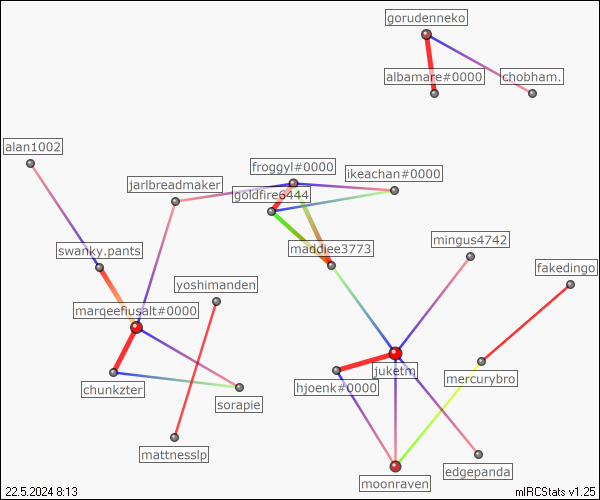 gorudenneko
albamare#0000
chobham.
alan1002
froggyl#0000
ikeachan#0000
jarlbreadmaker
goldfire6444
mingus4742
swanky.pants
maddiee3773
fakedingo
yoshimanden
marqeefiusalt#0000
juketm
mercurybro
chunkzter
hjoenk#0000
sorapie
mattnesslp
edgepanda
moonraven
22.5.2024 8:13
mIRCStats v1.25